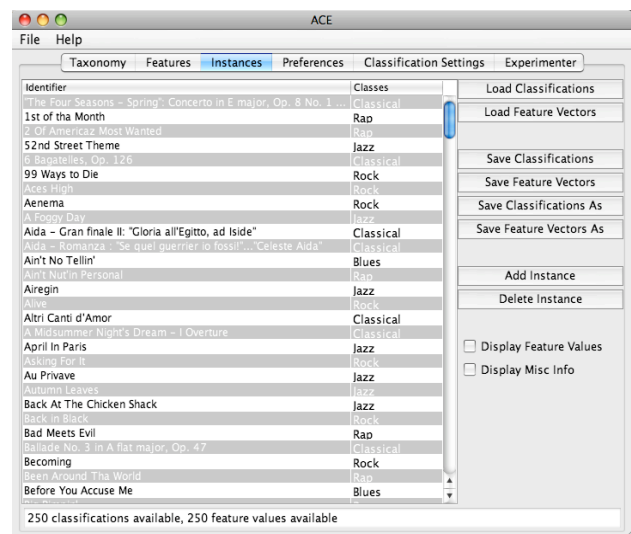 ACE
File Help
Taxonomy Features Instances Preferences Classification Settings Experimenter
Identifier Classes
"The Four Seasons – Spring": Concerto in E major, Op. 8 No. 1 ... Classical
1st of tha Month Rap
2 Of Americaz Most Wanted Rap
52nd Street Theme Jazz
6 Bagatelles, Op. 126 Classical
99 Ways to Die Rock
Aces High Rock
Aenema Rock
A Foggy Day Jazz
Aida – Gran finale II: "Gloria all'Egitto, ad Iside" Classical
Aida – Romanza : "Se quel guerrier io fossi!"..."Celeste Aida" Classical
Ain't No Tellin' Blues
Ain't Nut'in Personal Rap
Airegin Jazz
Alive Rock
Altri Canti d'Amor Classical
A Midsummer Night's Dream – I Overture Classical
April In Paris Jazz
Asking For It Rock
Au Privave Jazz
Autumn Leaves Jazz
Back At The Chicken Shack Jazz
Back in Black Rock
Bad Meets Evil Rap
Ballade No. 3 in A flat major, Op. 47 Classical
Becoming Rock
Been Around Tha World Rap
Before You Accuse Me Blues
Load Classifications
Load Feature Vectors
Save Classifications
Save Feature Vectors
Save Classifications As
Save Feature Vectors As
Add Instance
Delete Instance
Display Feature Values
Display Misc Info
250 classifications available, 250 feature values available